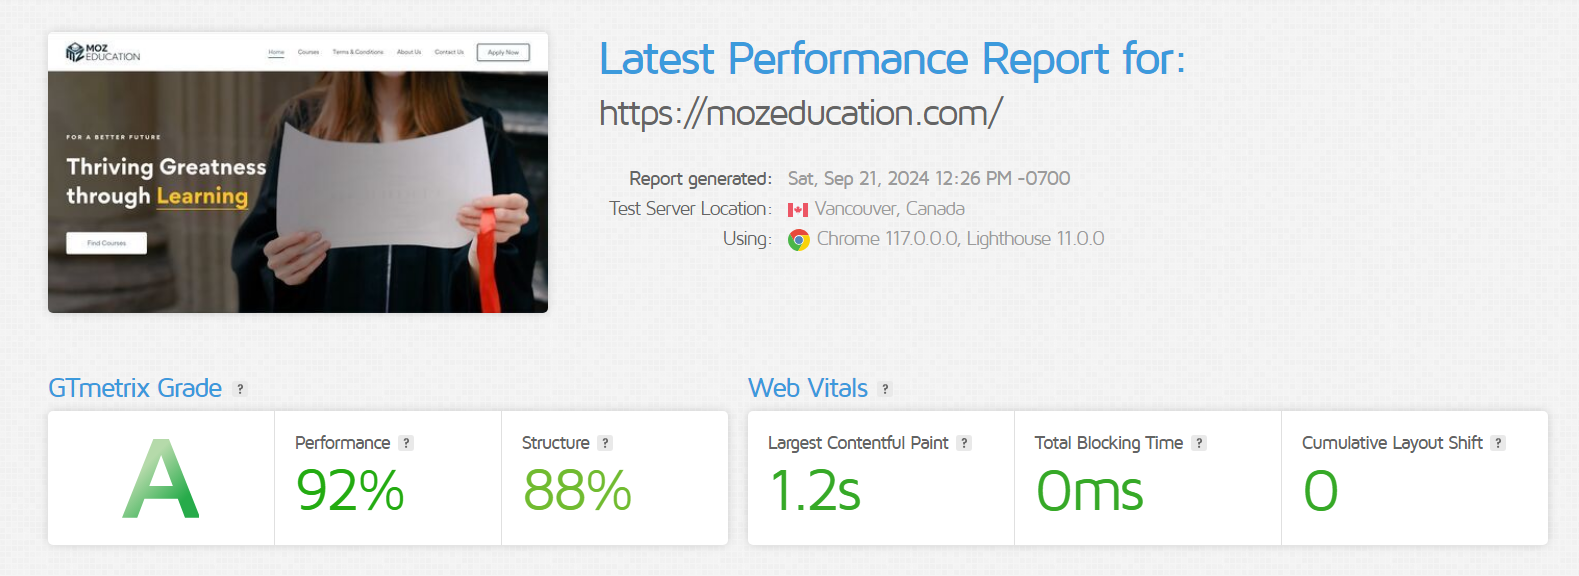 MOZ
EDUCATION
Home Courses Terms & Conditions About Us Contact Us Apply Now
FOR A BETTER FUTURE
Thriving Greatness
through Learning
Find Courses
Latest Performance Report for:
https://mozeducation.com/
Report generated: Sat, Sep 21, 2024 12:26 PM -0700
Test Server Location: Vancouver, Canada
Using: Chrome 117.0.0.0, Lighthouse 11.0.0
GTmetrix Grade ?
A
Performance ?
92%
Structure ?
88%
Web Vitals ?
Largest Contentful Paint ?
1.2s
Total Blocking Time ?
0ms
Cumulative Layout Shift ?
0